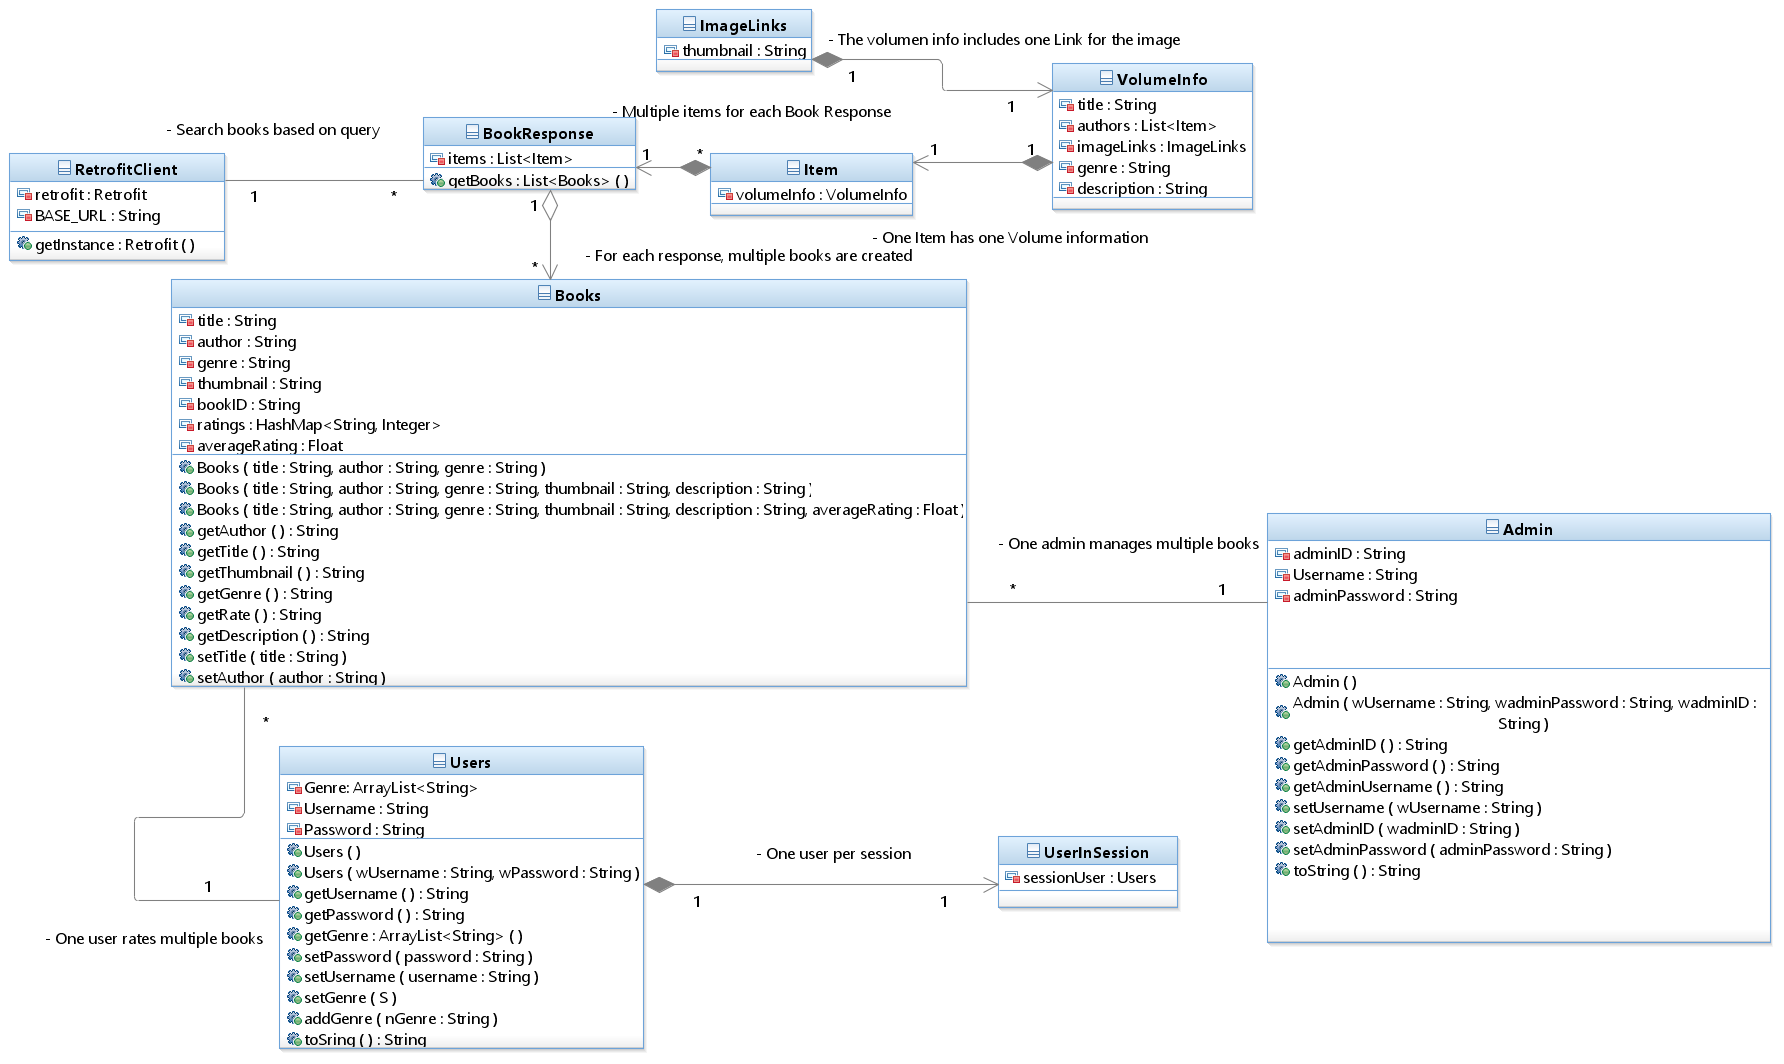 ImageLinks
thumbnail : String
- The volumen info includes one Link for the image
1
1
VolumeInfo
title : String
authors : List<Item>
imageLinks : ImageLinks
genre : String
description : String
- Multiple items for each Book Response
BookResponse
items : List<Item>
getBooks : List<Books> ( )
1
*
Item
volumeInfo : VolumeInfo
1
1
- One Item has one Volume information
- Search books based on query
RetrofitClient
retrofit : Retrofit
BASE_URL : String
getInstance : Retrofit ( )
1
*
1
*
- For each response, multiple books are created
Books
title : String
author : String
genre : String
thumbnail : String
bookID : String
ratings : HashMap<String, Integer>
averageRating : Float
Books ( title : String, author : String, genre : String )
Books ( title : String, author : String, genre : String, thumbnail : String, description : String )
Books ( title : String, author : String, genre : String, thumbnail : String, description : String, averageRating : Float )
getAuthor ( ) : String
getTitle ( ) : String
getThumbnail ( ) : String
getGenre ( ) : String
getRate ( ) : String
getDescription ( ) : String
setTitle ( title : String )
setAuthor ( author : String )
- One admin manages multiple books
*
1
Admin
adminID : String
Username : String
adminPassword : String
Admin ( )
Admin ( wUsername : String, wadminPassword : String, wadminID :
String )
getAdminID ( ) : String
getAdminPassword ( ) : String
getAdminUsername ( ) : String
setUsername ( wUsername : String )
setAdminID ( wadminID : String )
setAdminPassword ( adminPassword : String )
toString ( ) : String
*
1
- One user rates multiple books
Users
Genre: ArrayList<String>
Username : String
Password : String
Users ( )
Users ( wUsername : String, wPassword : String )
getUsername ( ) : String
getPassword ( ) : String
getGenre : ArrayList<String> ( )
setPassword ( password : String )
setUsername ( username : String )
setGenre ( S )
addGenre ( nGenre : String )
toSring ( ) : String
- One user per session
1
1
UserInSession
sessionUser : Users